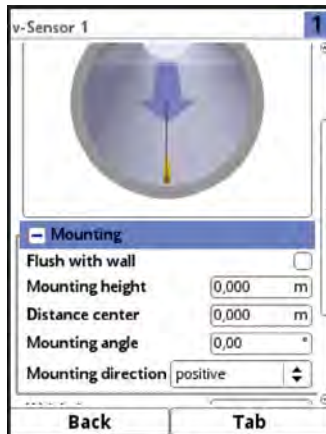 v-Sensor 1 1
Mounting
Flush with wall
Mounting height 0,000 m
Distance center 0,000 m
Mounting angle 0,00 °
Mounting direction positive
Back Tab